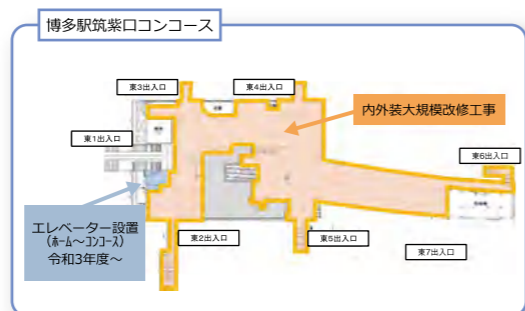 博多駅筑紫口コンコース
東3出入口
東4出入口
内外装大規模改修工事
東1出入口
東6出入口
エレベーター設置
(ホーム～コンコース)
令和3年度～
東2出入口
東5出入口
東7出入口